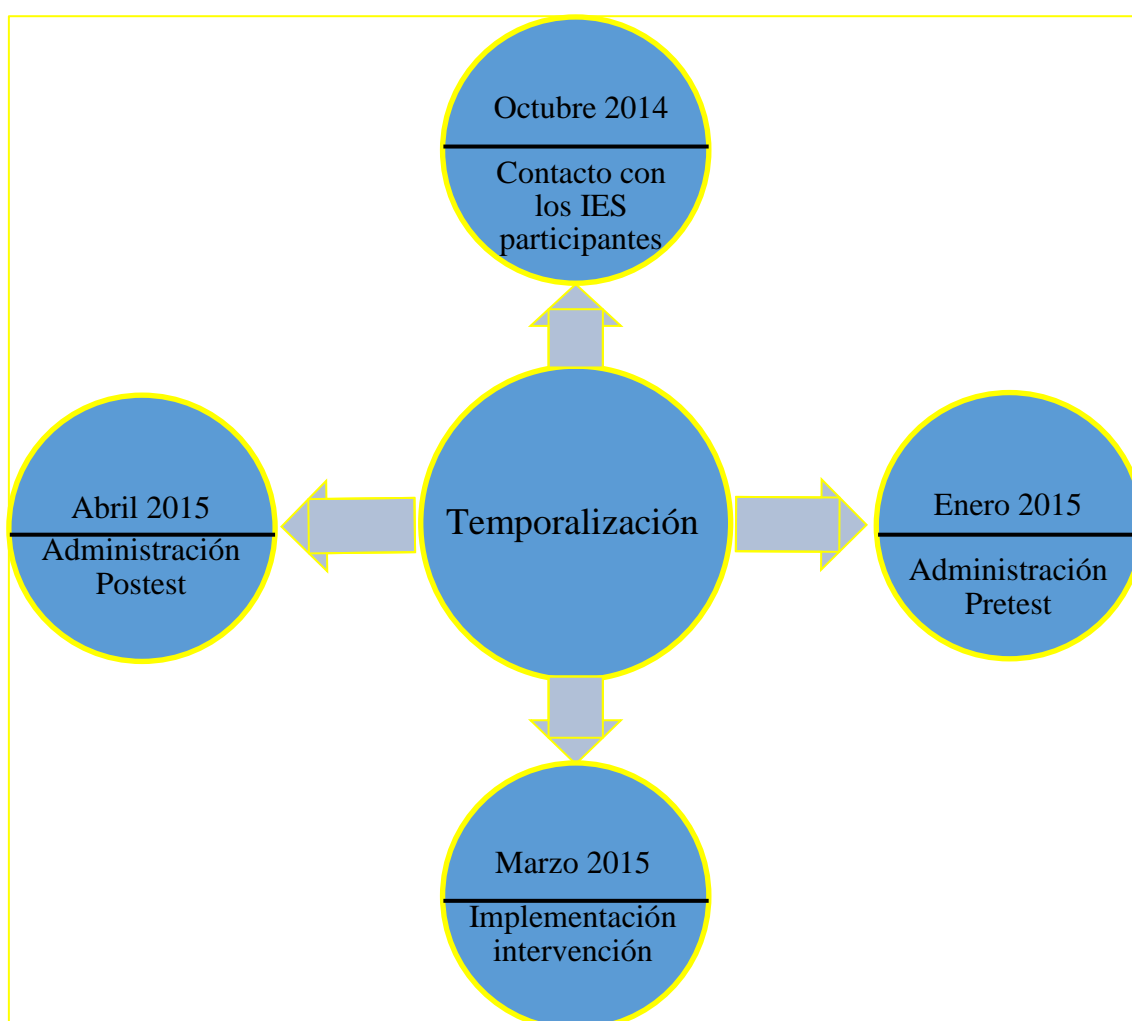 Octubre 2014
Contacto con
los IES
participantes
Abril 2015
Administración
Postest
Temporalización
Enero 2015
Administración
Pretest
Marzo 2015
Implementación
intervención